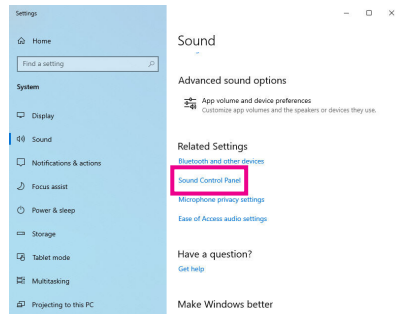 Settings
Home
Find a setting
System
Display
Sound
Notifications & actions
Focus assist
Power & sleep
Storage
Tablet mode
Multitasking
Projecting to this PC
Sound
Advanced sound options
App volume and device preferences
Customize app volumes and the speakers or devices they use.
Related Settings
Bluetooth and other devices
Sound Control Panel
Microphone privacy settings
Ease of Access audio settings
Have a question?
Get help
Make Windows better